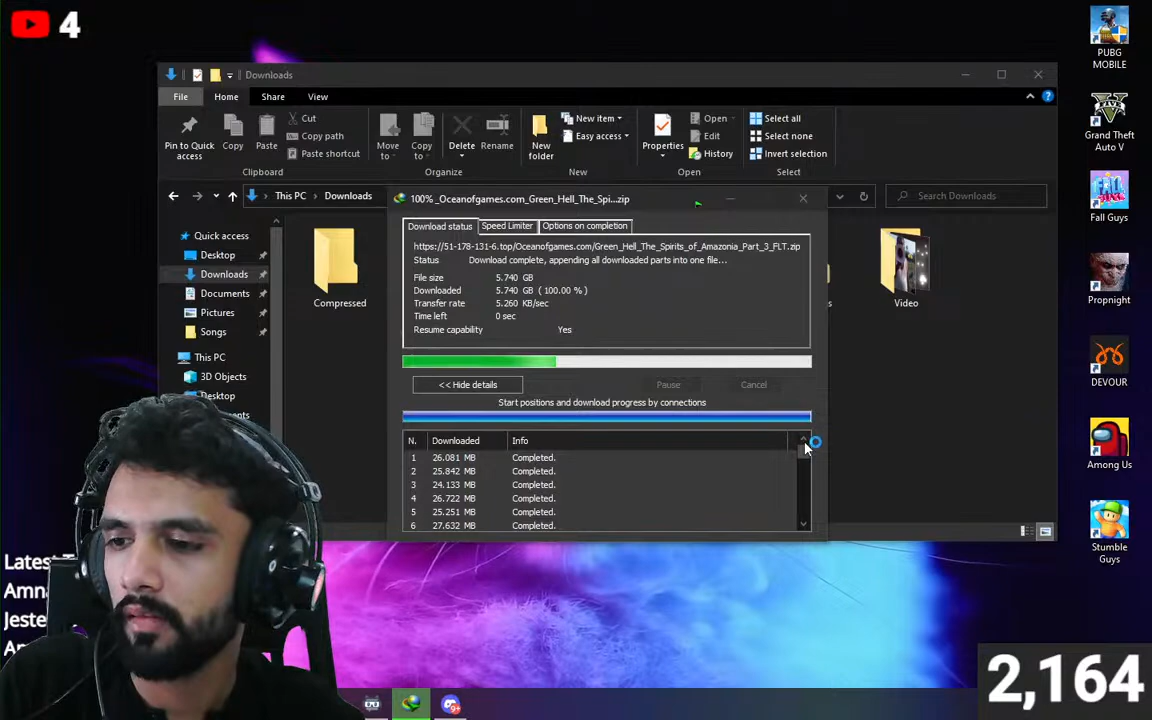 4
PUBG
MOBILE
Grand Theft
Auto V
Fall Guys
Propnight
DEVOUR
Among Us
Stumble
Guys
Downloads
File
Home
Share
View
Pin to Quick
access
Copy
Paste
Cut
Copy path
Paste shortcut
Clipboard
Move
to
Copy
to
Delete
Rename
Organize
New
folder
New item
Easy access
New
Properties
Open
Edit
History
Open
Select all
Select none
Invert selection
Select
This PC
Downloads
Search Downloads
Quick access
Desktop
Downloads
Documents
Pictures
Songs
This PC
3D Objects
Desktop
Compressed
Video
100% _Oceanofgames.com_Green_Hell_The_Spi...zip
Download status
Speed Limiter
Options on completion
https://51-178-131-6.top/Oceanofgames.com/Green_Hell_The_Spirits_of_Amazonia_Part_3_FLT.zip
Status Download complete, appending all downloaded parts into one file...
File size 5.740 GB
Downloaded 5.740 GB ( 100.00 % )
Transfer rate 5.260 KB/sec
Time left 0 sec
Resume capability Yes
<< Hide details
Pause
Cancel
Start positions and download progress by connections
N. Downloaded Info
1 26.081 MB Completed.
2 25.842 MB Completed.
3 24.133 MB Completed.
4 26.722 MB Completed.
5 25.251 MB Completed.
6 27.632 MB Completed.
Latest
Amna
Jeste
2,164